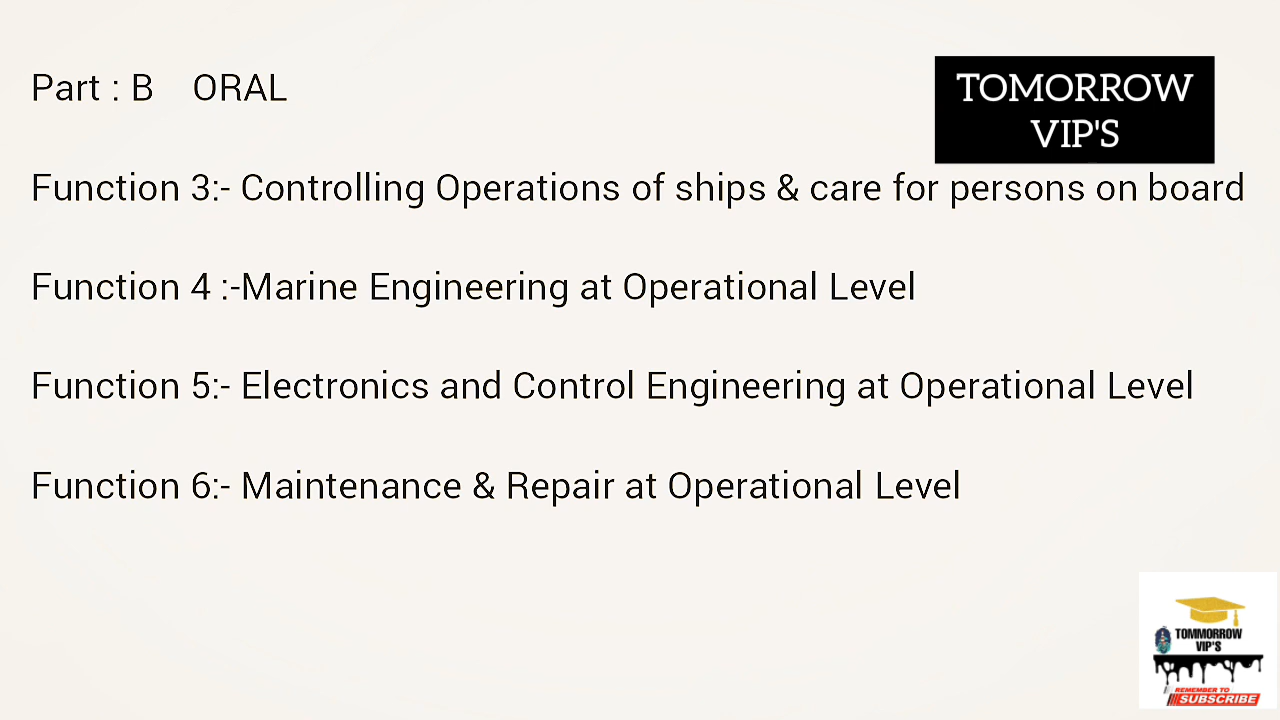 Part : B ORAL
TOMORROW
VIP'S
Function 3:- Controlling Operations of ships & care for persons on board
Function 4 :-Marine Engineering at Operational Level
Function 5:- Electronics and Control Engineering at Operational Level
Function 6:- Maintenance & Repair at Operational Level
TOMMORROW
VIP'S
REMEMBER TO
SUBSCRIBE